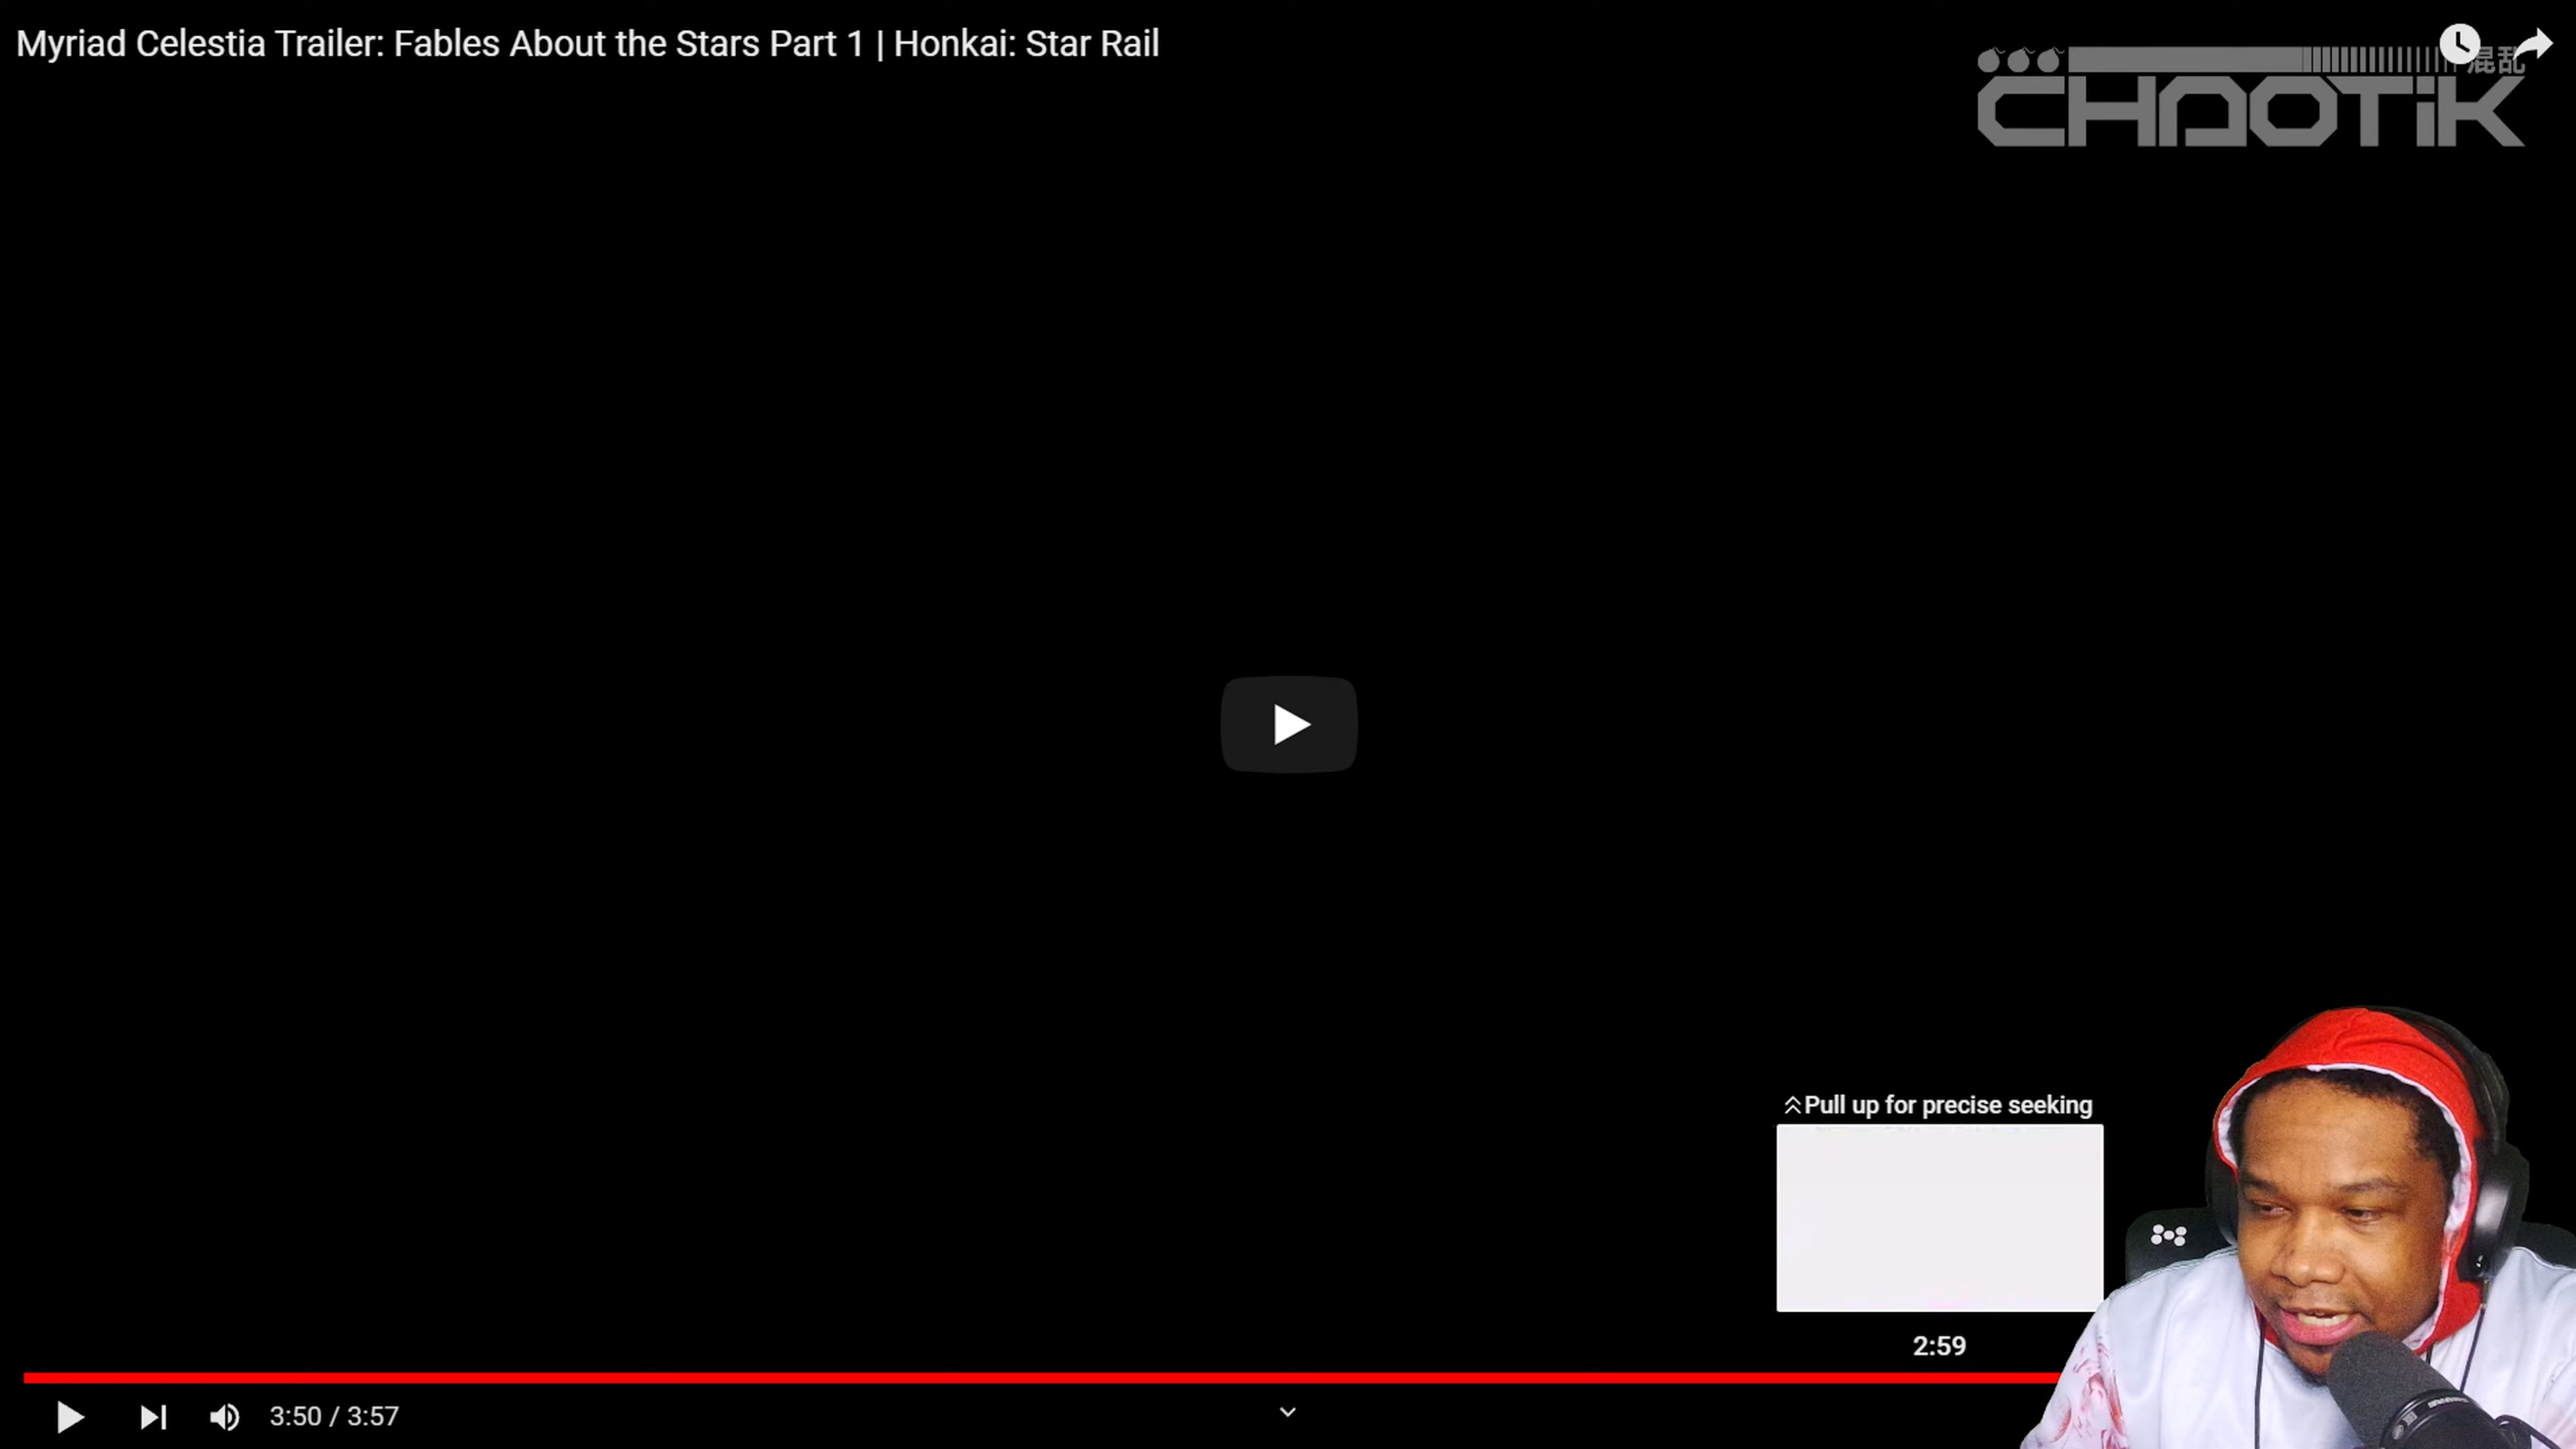 Myriad Celestia Trailer: Fables About the Stars Part 1 | Honkai: Star Rail
混乱
CHAOTiK
Pull up for precise seeking
2:59
3:50 / 3:57